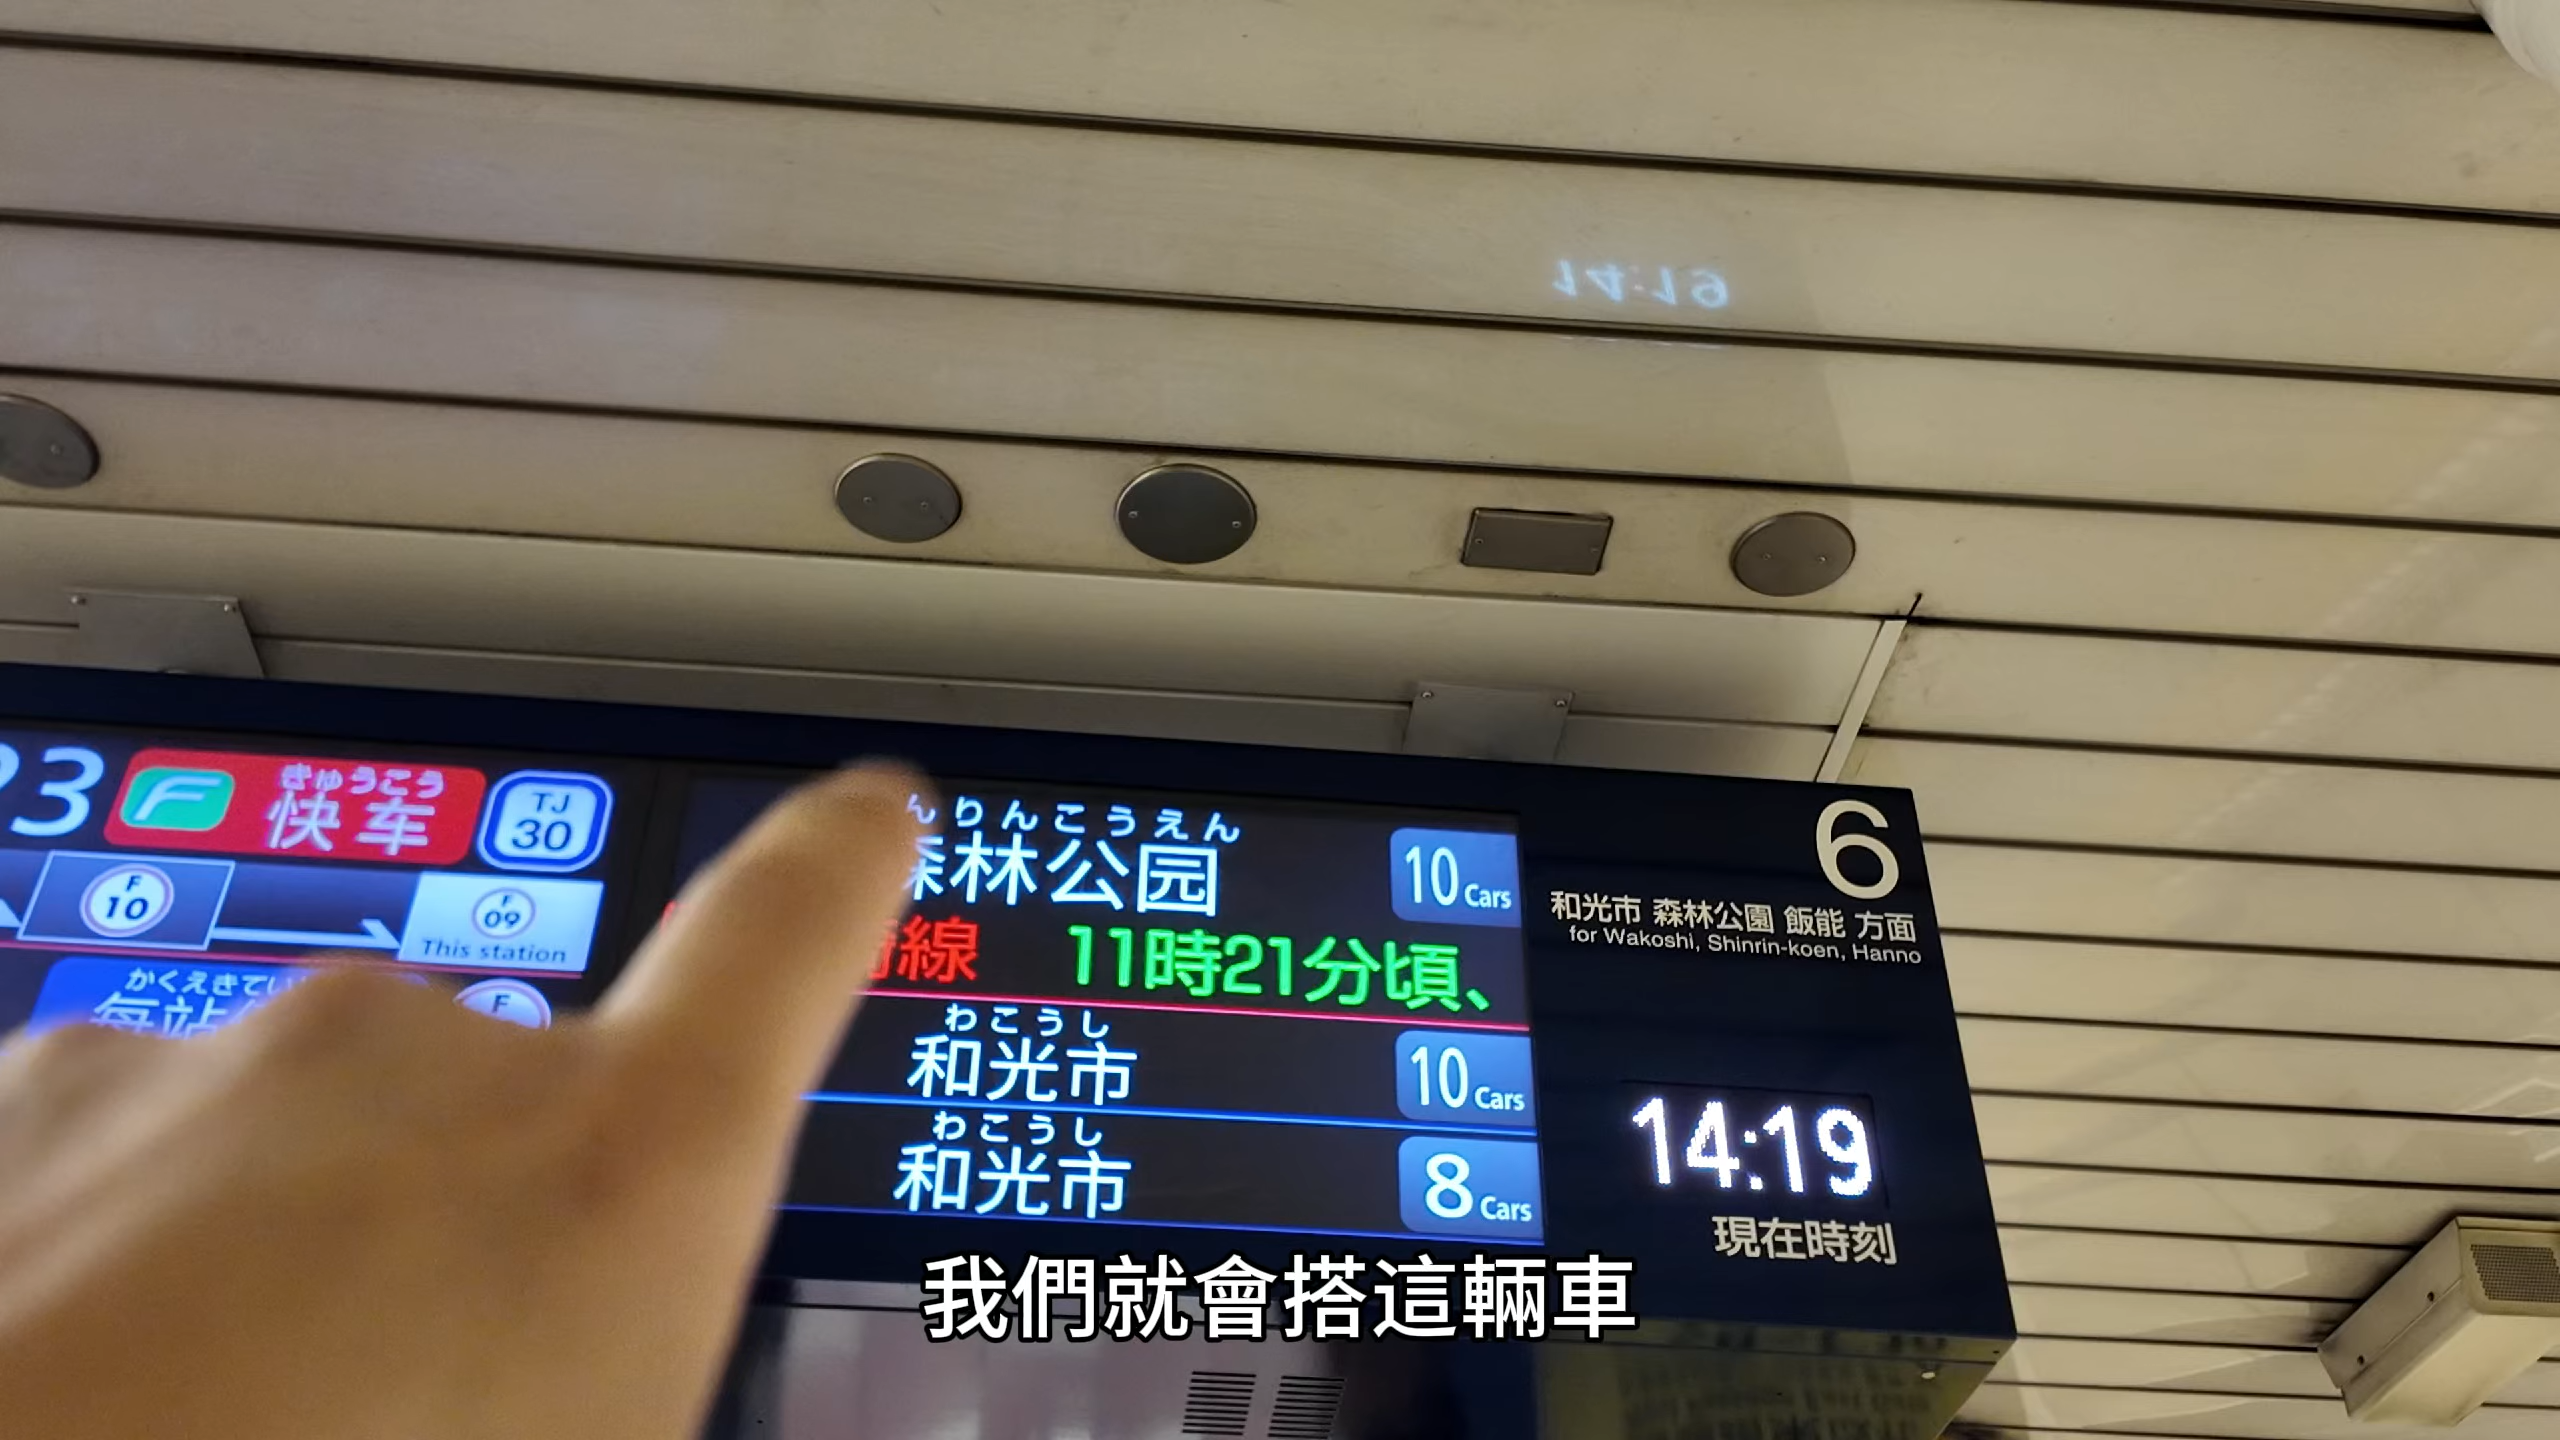 14:19
23 F きゅうこう 快车 TJ 30
んりんこうえん
森林公园 10 Cars
F 10 F 09 This station
線 11時21分頃、
かくえきてい
每站 F
わこうし
和光市 10 Cars
わこうし
和光市 8 Cars
6
和光市 森林公園 飯能 方面
for Wakoshi, Shinrin-koen, Hanno
14:19
現在時刻
我們就會搭這輛車